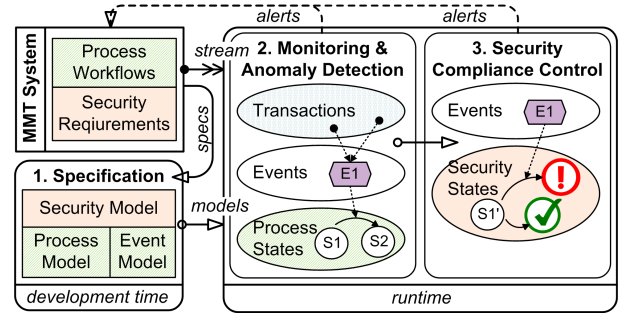 alerts
alerts
MMT System
Process
Workflows
Security
Reqiurements
stream
specs
1. Specification
Security Model
Process
Model
Event
Model
development time
models
2. Monitoring &
Anomaly Detection
Transactions
Events
E1
Process
States
S1
S2
3. Security
Compliance Control
Events
E1
Security
States
S1'
runtime